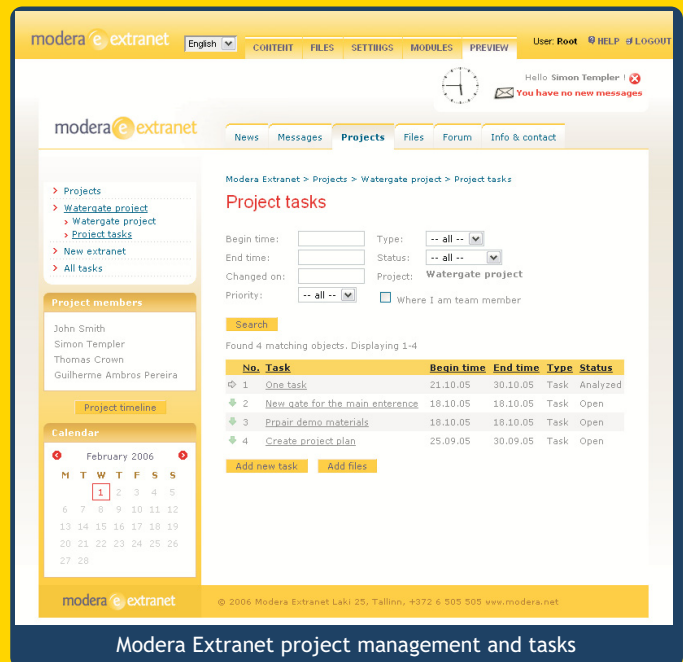 modera e extranet English CONTENT FILES SETTINGS MODULES PREVIEW User: Root HELP LOGOUT
Hello Simon Templer !
You have no new messages
modera e extranet
News Messages Projects Files Forum Info & contact
Modera Extranet > Projects > Watergate project > Project tasks
Project tasks
Projects
Watergate project
Watergate project
Project tasks
New extranet
All tasks
Begin time: Type: -- all --
End time: Status: -- all --
Changed on: Project: Watergate project
Priority: -- all -- Where I am team member
Search
Found 4 matching objects. Displaying 1-4
No. Task Begin time End time Type Status
1 One task 21.10.05 30.10.05 Task Analyzed
2 New gate for the main enterence 18.10.05 18.10.05 Task Open
3 Prpair demo materials 18.10.05 18.10.05 Task Open
4 Create project plan 25.09.05 30.09.05 Task Open
Add new task Add files
Project members
John Smith
Simon Templer
Thomas Crown
Guilherme Ambros Pereira
Project timeline
Calendar
February 2006
M T W T F S S
1 2 3 4 5
6 7 8 9 10 11 12
13 14 15 16 17 18 19
20 21 22 23 24 25 26
27 28
modera e extranet © 2006 Modera Extranet Laki 25, Tallinn, +372 6 505 505 www.modera.net
Modera Extranet project management and tasks